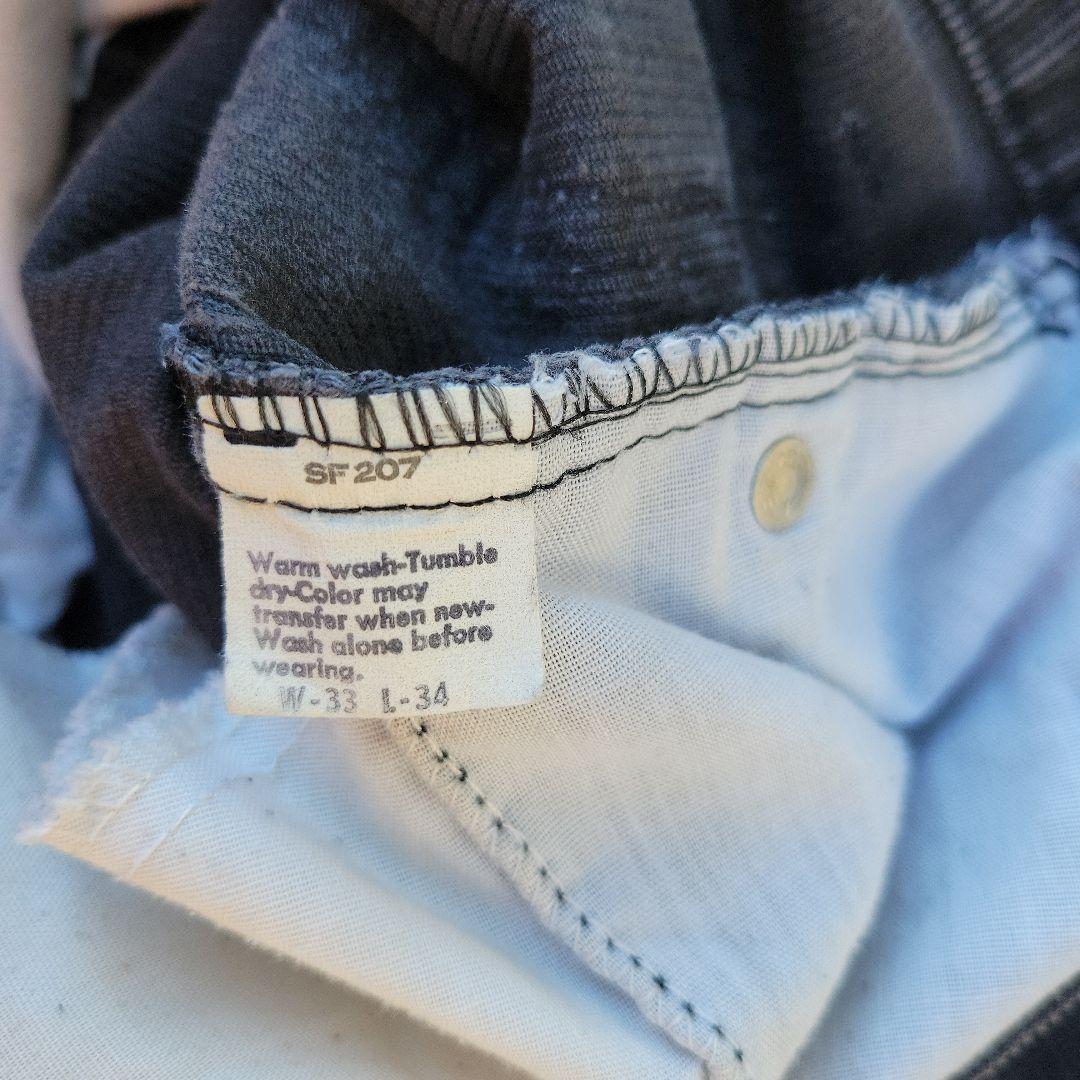 SF 207
Warm wash-Tumble
dry-Color may
transfer when new-
Wash alone before
wearing.
W-33 L-34